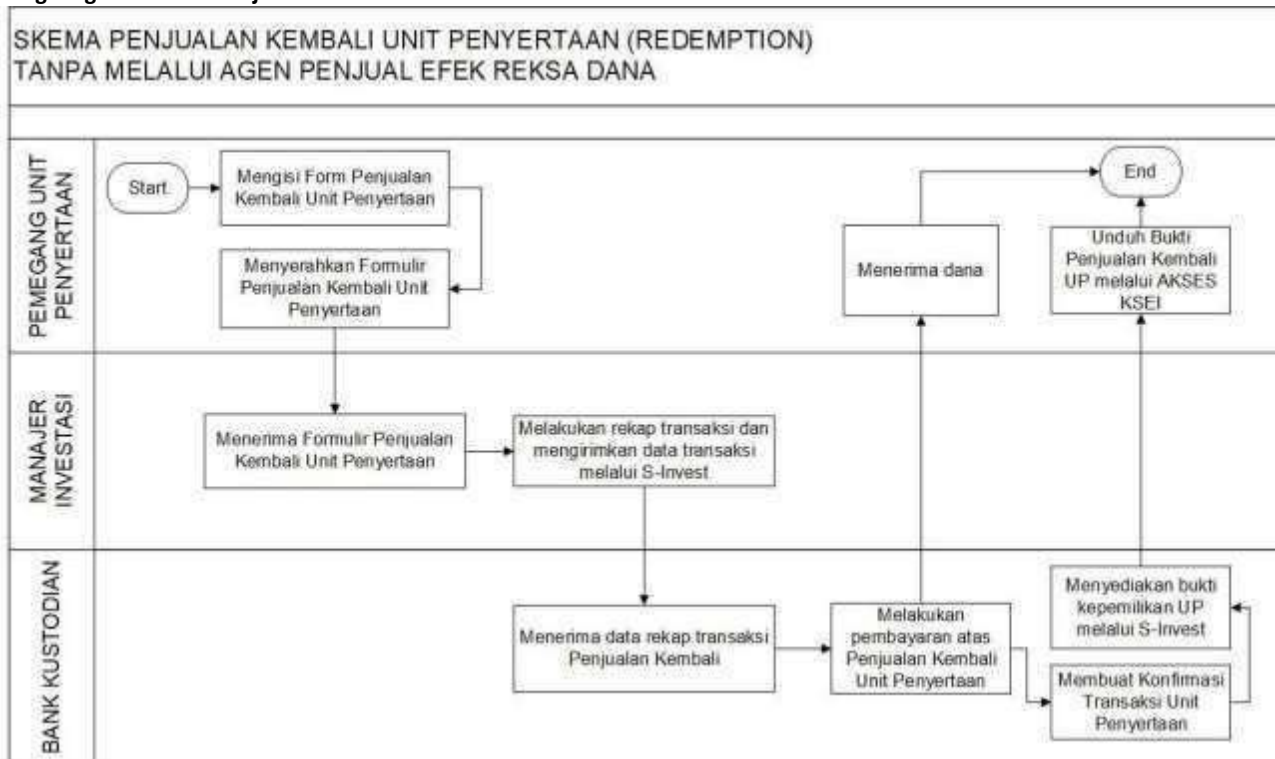 SKEMA PENJUALAN KEMBALI UNIT PENYERTAAN (REDEMPTION)
TANPA MELALUI AGEN PENJUAL EFEK REKSA DANA
PEMEGANG UNIT
PENYERTAAN
Start
Mengisi Form Penjualan
Kembali Unit Penyertaan
Menyerahkan Formulir
Penjualan Kembali Unit
Penyertaan
Menerima dana
End
Unduh Bukti
Penjualan Kembali
UP melalui AKSES
KSEI
MANAJER
INVESTASI
Menerima Formulir Penjualan
Kembali Unit Penyertaan
Melakukan rekap transaksi dan
mengirimkan data transaksi
melalui S-Invest
BANK KUSTODIAN
Menerima data rekap transaksi
Penjualan Kembali
Melakukan
pembayaran atas
Penjualan Kembali
Unit Penyertaan
Menyediakan bukti
kepemilikan UP
melalui S-Invest
Membuat Konfirmasi
Transaksi Unit
Penyertaan